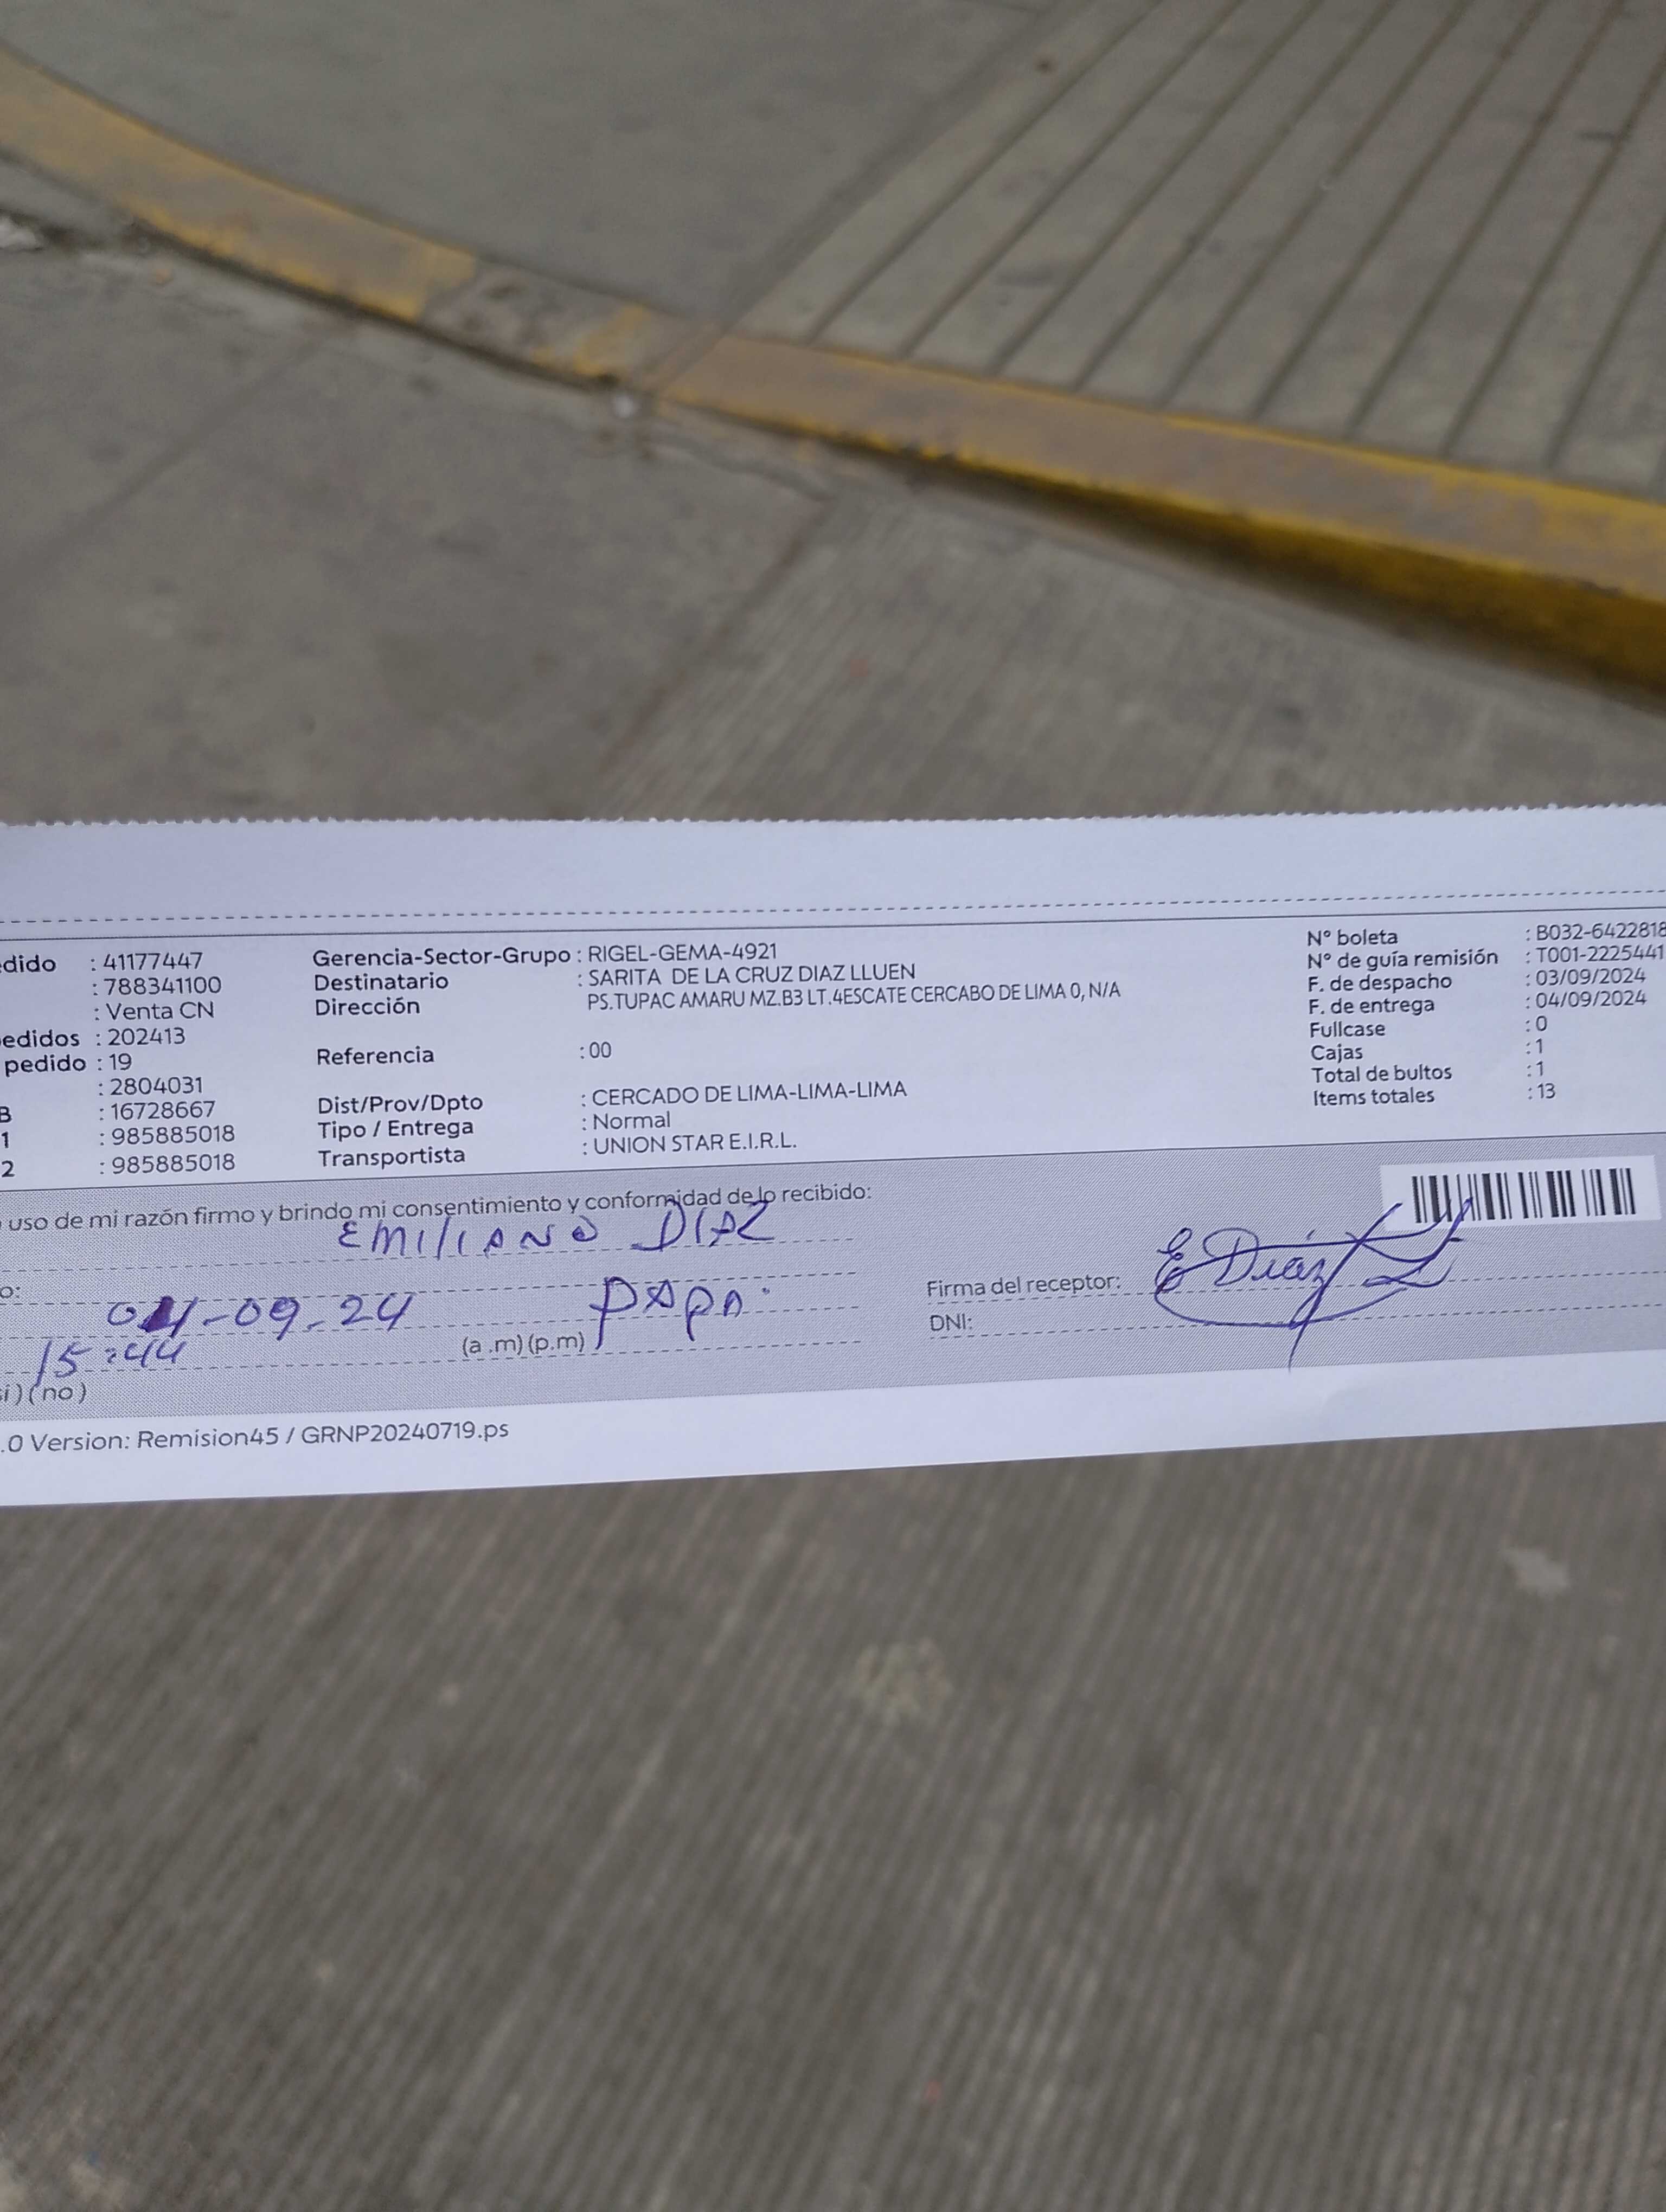 dido : 41177447 Gerencia-Sector-Grupo : RIGEL-GEMA-4921 N° boleta : B032-6422818
: 788341100 Destinatario : SARITA DE LA CRUZ DIAZ LLUEN N° de guía remisión : T001-2225441
: Venta CN Dirección PS.TUPAC AMARU MZ.B3 LT.4ESCATE CERCABO DE LIMA 0, N/A F. de despacho : 03/09/2024
edidos : 202413 F. de entrega : 04/09/2024
pedido : 19 Referencia : 00 Fullcase : 0
: 2804031 Cajas : 1
B : 16728667 Dist/Prov/Dpto : CERCADO DE LIMA-LIMA-LIMA Total de bultos : 1
1 : 985885018 Tipo / Entrega : Normal Items totales : 13
2 : 985885018 Transportista : UNION STAR E.I.R.L.
uso de mi razón firmo y brindo mi consentimiento y conformidad de lo recibido:
EMILIANO DIAZ
o: Firma del receptor: E Diáz
04-09-24 PAPA. DNI:
15:44 (a .m) (p.m)
si ) ( no )
.0 Version: Remision45 / GRNP20240719.ps